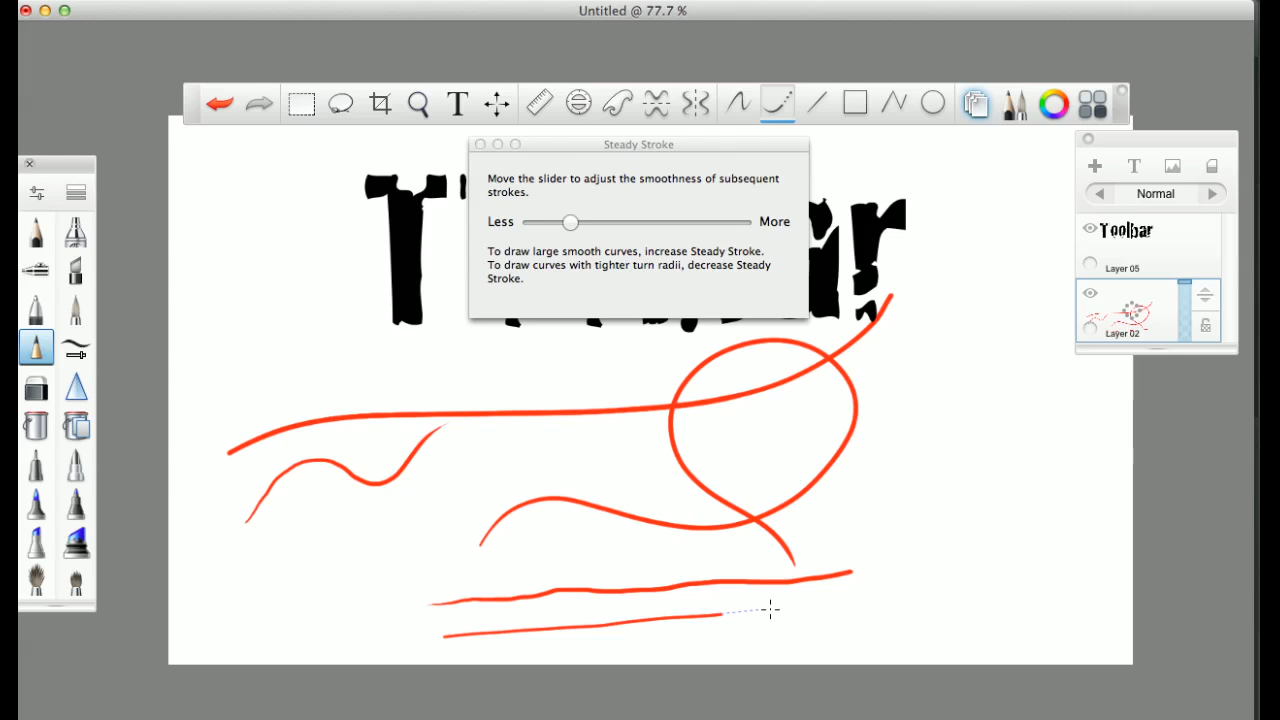 Untitled @ 77.7 %
T
Steady Stroke
Move the slider to adjust the smoothness of subsequent
strokes.
Less
More
To draw large smooth curves, increase Steady Stroke.
To draw curves with tighter turn radii, decrease Steady
Stroke.
T
Normal
Toolbar
Layer 05
Layer 02